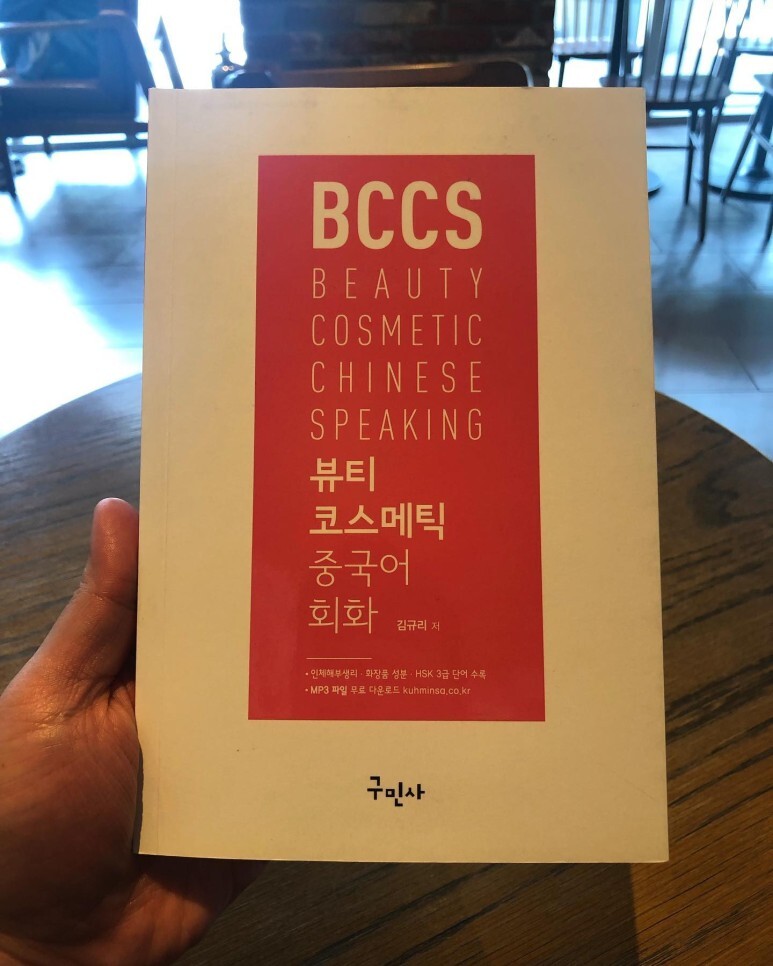 BCCS
BEAUTY
COSMETIC
CHINESE
SPEAKING
뷰티
코스메틱
중국어
회화 김규리 저
• 인체해부생리 · 화장품 성분 · HSK 3급 단어 수록
• MP3 파일 무료 다운로드 kuhminsa.co.kr
구민사